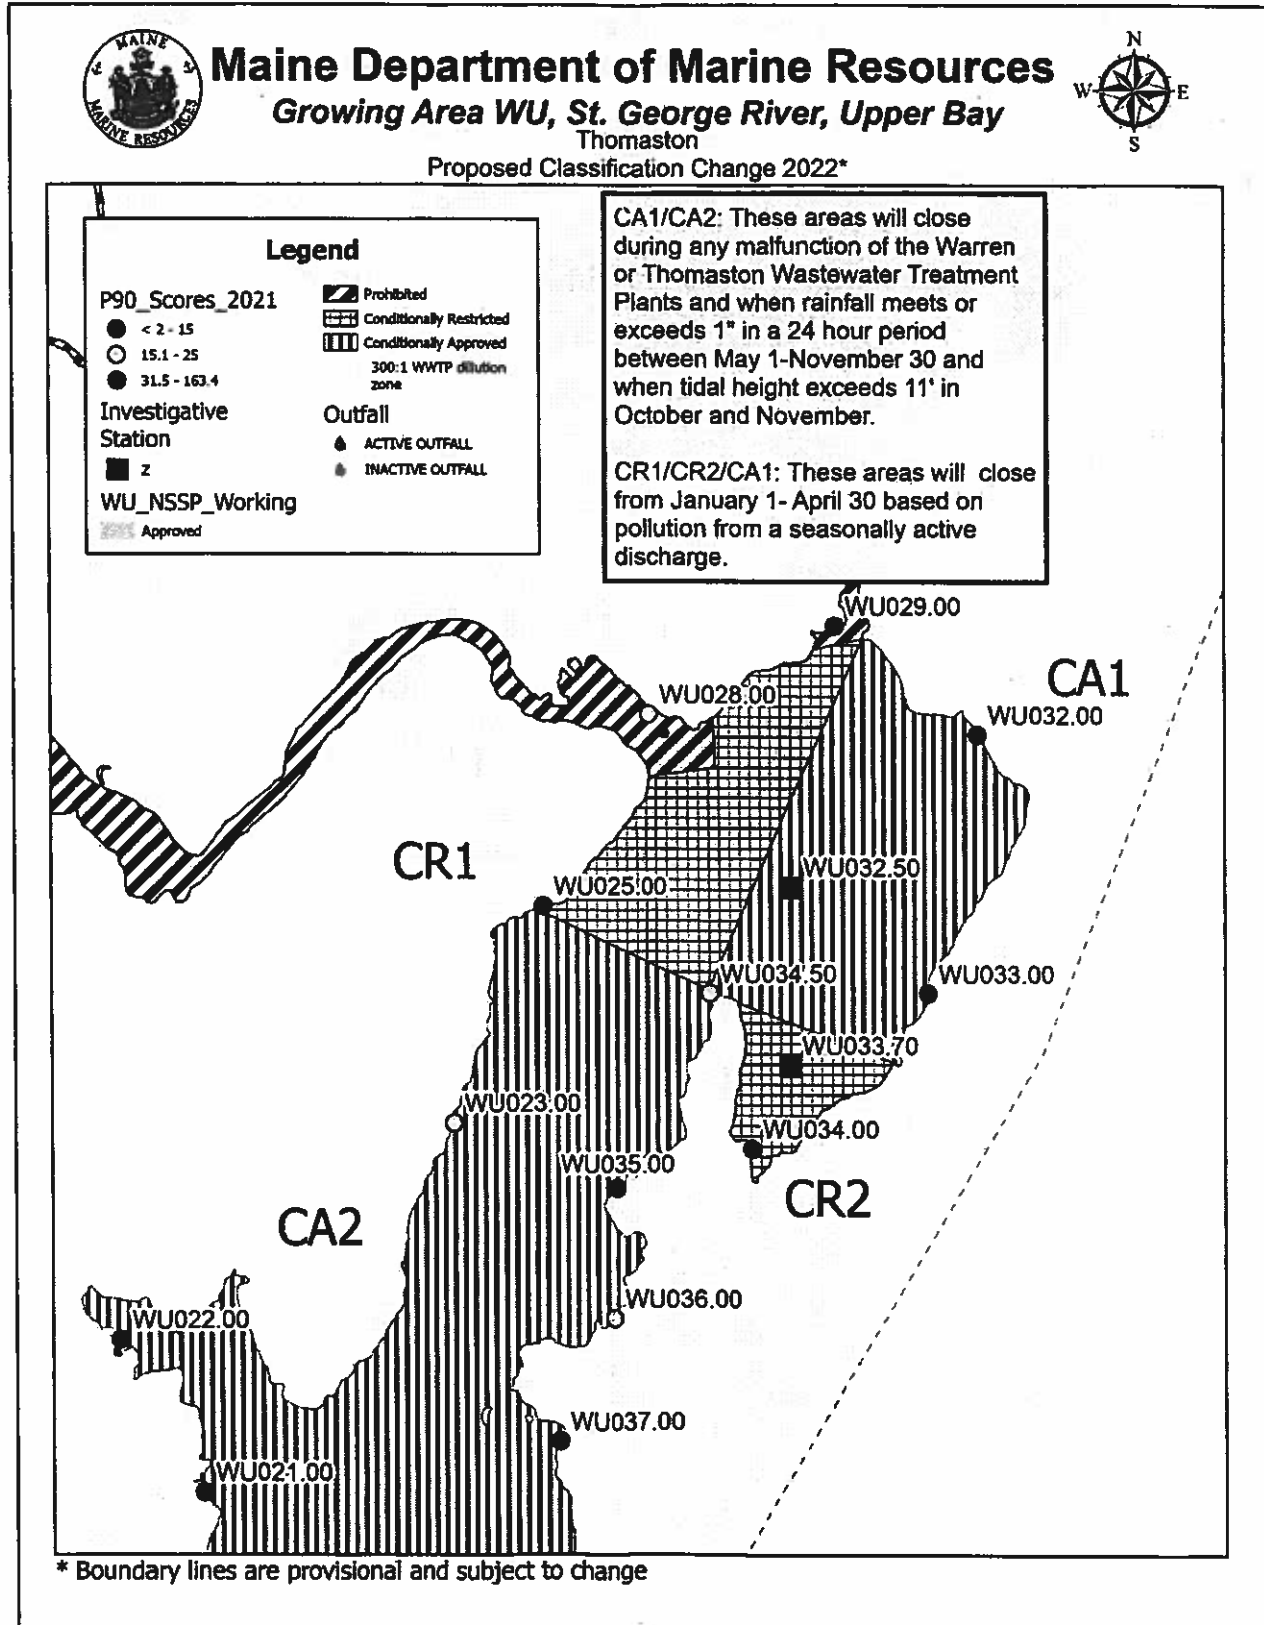 MAINE
MARINE RESOURCES
Maine Department of Marine Resources
Growing Area WU, St. George River, Upper Bay
Thomaston
Proposed Classification Change 2022*
N
W E
S
Legend
P90_Scores_2021
< 2 - 15
15.1 - 25
31.5 - 163.4
Investigative
Station
Z
WU_NSSP_Working
Approved
Prohibited
Conditionally Restricted
Conditionally Approved
300:1 WWTP dilution
zone
Outfall
ACTIVE OUTFALL
INACTIVE OUTFALL
CA1/CA2: These areas will close
during any malfunction of the Warren
or Thomaston Wastewater Treatment
Plants and when rainfall meets or
exceeds 1" in a 24 hour period
between May 1-November 30 and
when tidal height exceeds 11' in
October and November.
CR1/CR2/CA1: These areas will close
from January 1- April 30 based on
pollution from a seasonally active
discharge.
WU029.00
CA1
WU028.00
WU032.00
CR1
WU032.50
WU025.00
WU034.50
WU033.00
WU033.70
WU023.00
WU034.00
WU035.00
CR2
CA2
WU036.00
WU022.00
WU037.00
WU021.00
* Boundary lines are provisional and subject to change